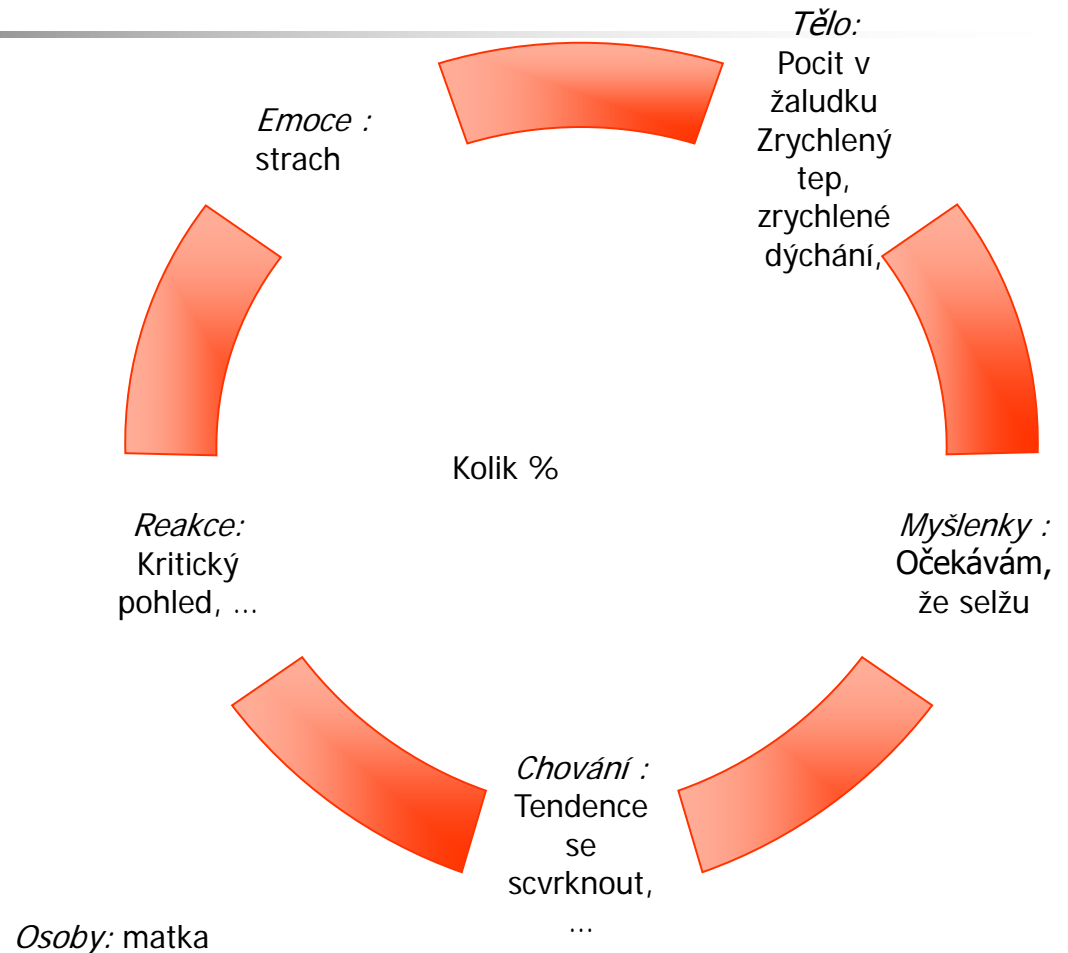 Tělo:
Pocit v
žaludku
Zrychlený
tep,
zrychlené
dýchání,
Emoce :
strach
Kolik %
Reakce:
Kritický
pohled, ...
Myšlenky :
Očekávám,
že selžu
Chování :
Tendence
se
scvrknout,
...
Osoby: matka